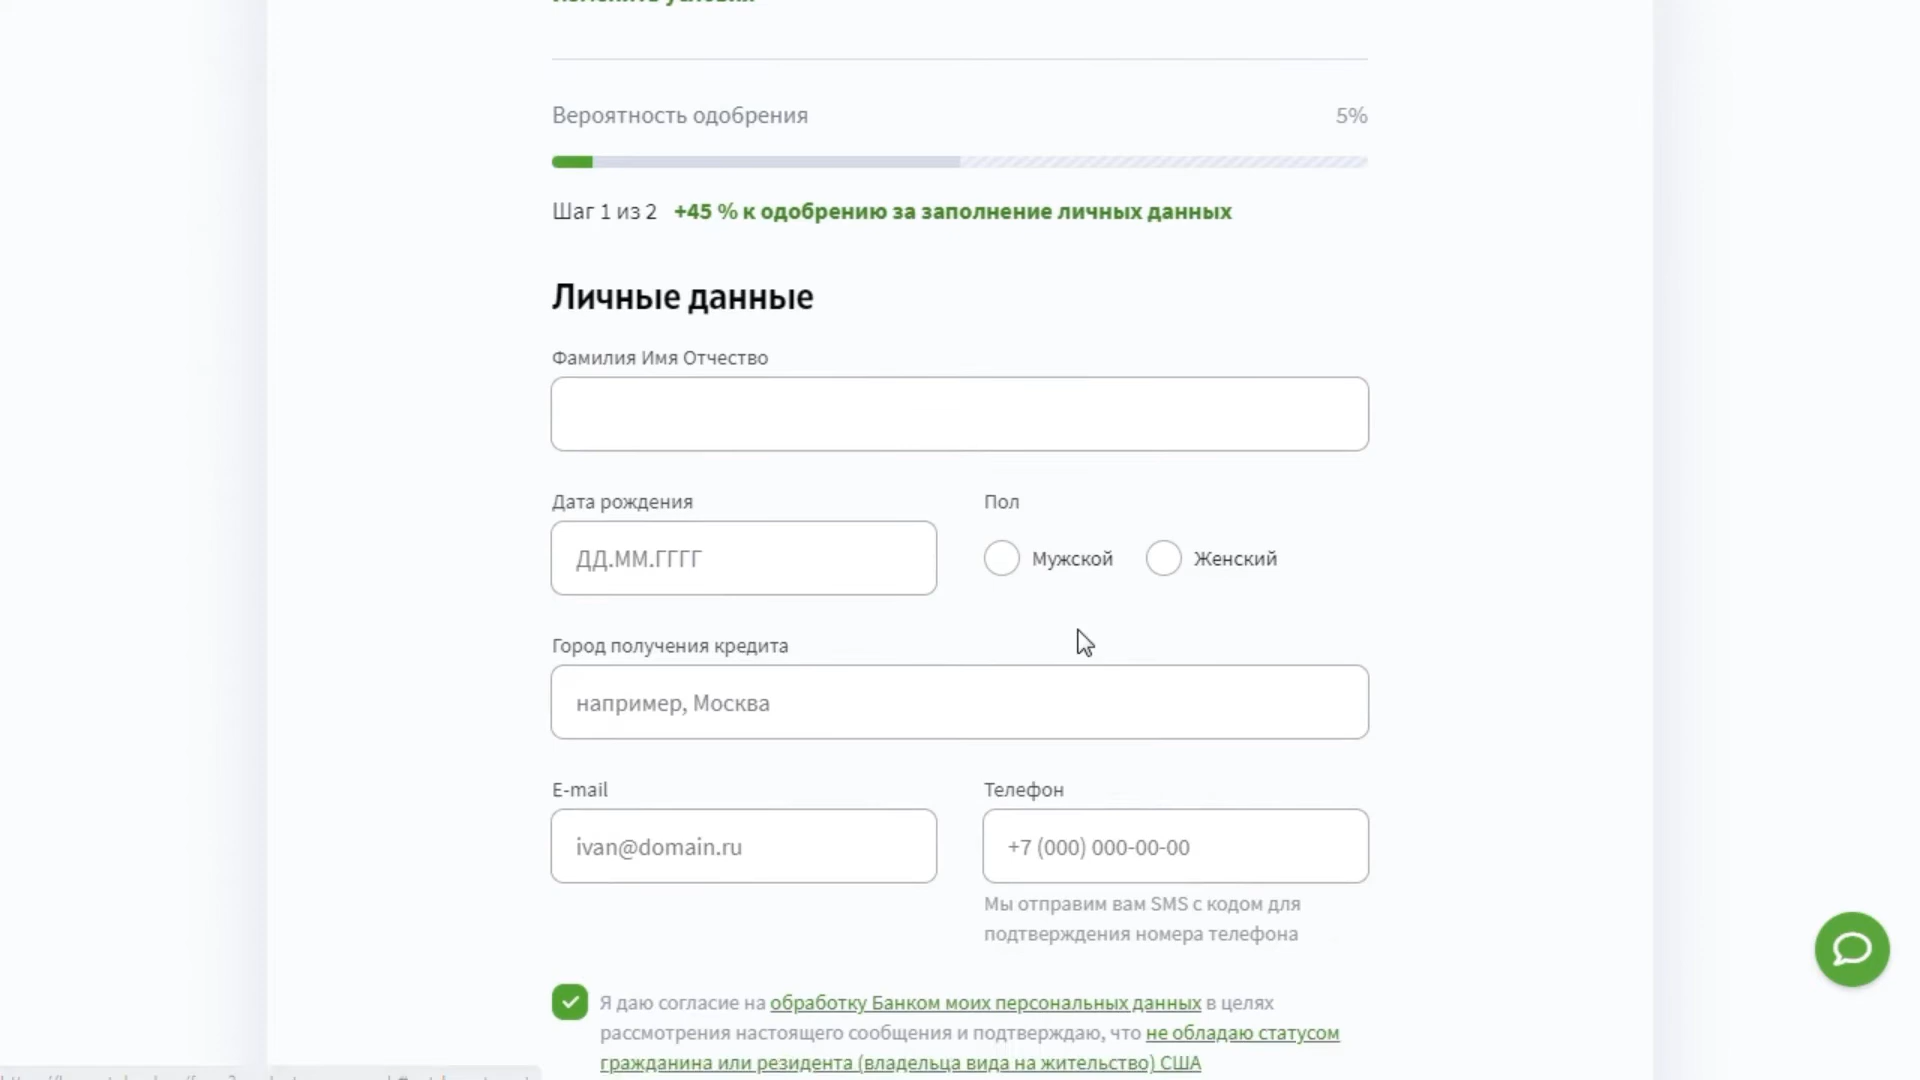 Изменить условия
Вероятность одобрения 5%
Шаг 1 из 2 +45 % к одобрению за заполнение личных данных
Личные данные
Фамилия Имя Отчество
Дата рождения Пол
ДД.ММ.ГГГГ Мужской Женский
Город получения кредита
например, Москва
E-mail Телефон
ivan@domain.ru +7 (000) 000-00-00
Мы отправим вам SMS с кодом для
подтверждения номера телефона
Я даю согласие на обработку Банком моих персональных данных в целях
рассмотрения настоящего сообщения и подтверждаю, что не обладаю статусом
гражданина или резидента (владельца вида на жительство) США